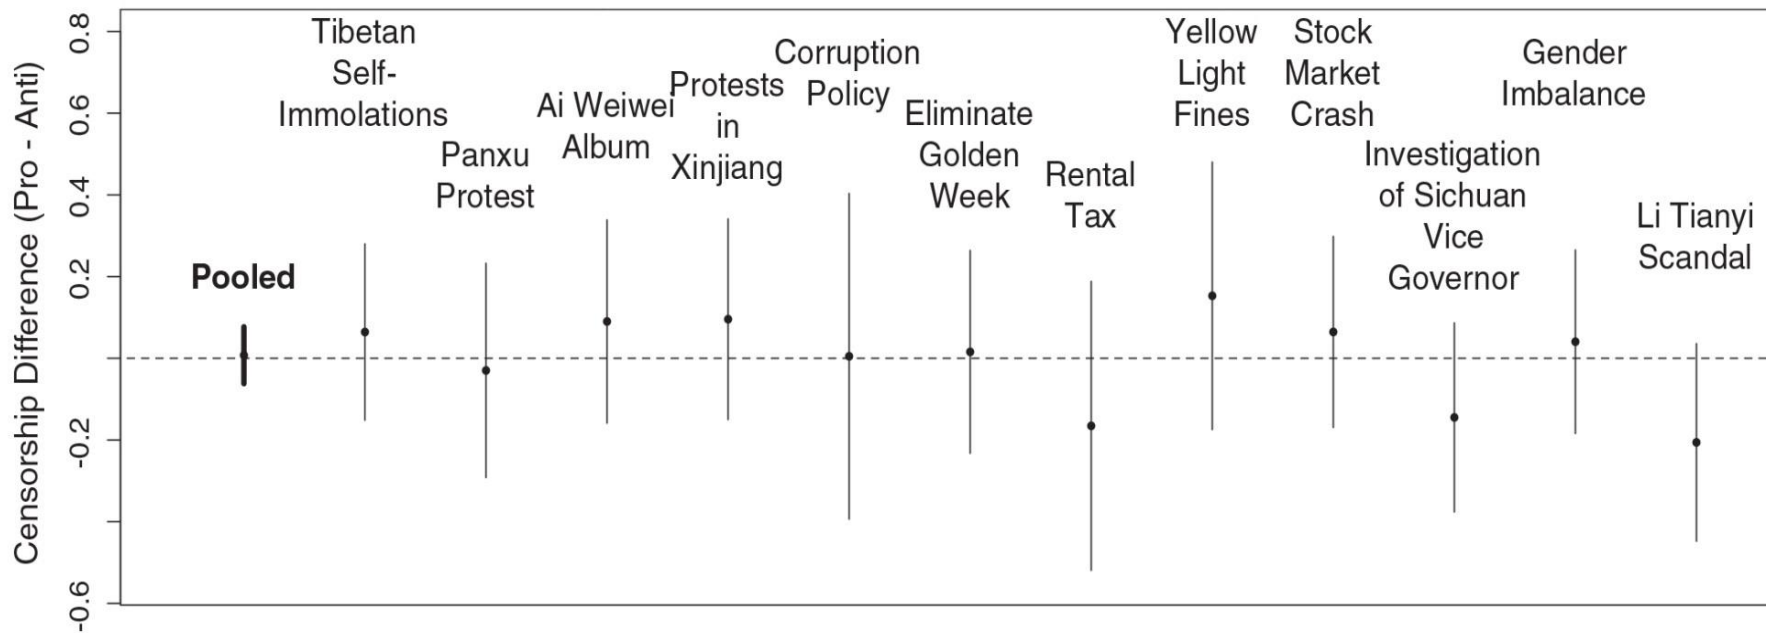 Censorship Difference (Pro - Anti)
0.8
0.6
0.4
0.2
-0.2
-0.6
Pooled
Tibetan
Self-
Immolations
Panxu
Protest
Ai Weiwei
Album
Protests
in
Xinjiang
Corruption
Policy
Eliminate
Golden
Week
Rental
Tax
Yellow
Light
Fines
Stock
Market
Crash
Investigation
of Sichuan
Vice
Governor
Gender
Imbalance
Li Tianyi
Scandal